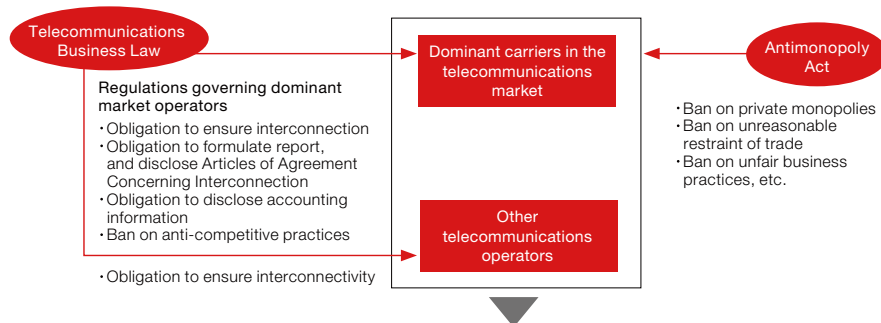 Telecommunications
Business Law
Regulations governing dominant
market operators
・Obligation to ensure interconnection
・Obligation to formulate report,
and disclose Articles of Agreement
Concerning Interconnection
・Obligation to disclose accounting
information
・Ban on anti-competitive practices
・Obligation to ensure interconnectivity
Dominant carriers in the
telecommunications
market
Other
telecommunications
operators
Antimonopoly
Act
・Ban on private monopolies
・Ban on unreasonable
restraint of trade
・Ban on unfair business
practices, etc.